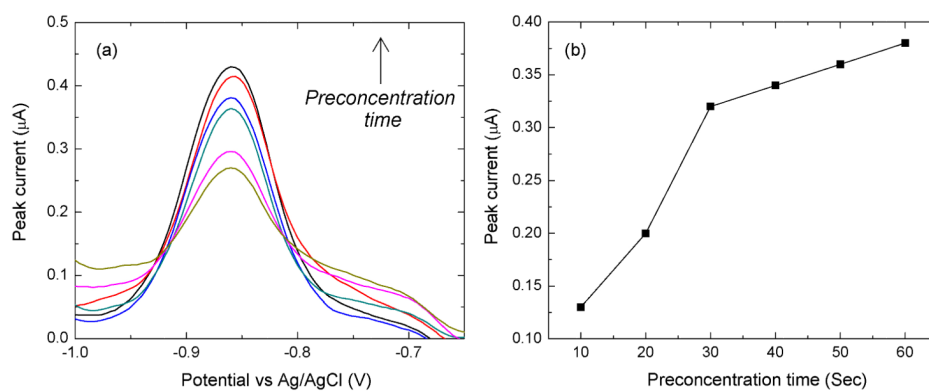 (a)
Preconcentration
time
Peak current (μA)
0.5
0.4
0.3
0.2
0.1
0.0
-1.0 -0.9 -0.8 -0.7
Potential vs Ag/AgCl (V)
(b)
Peak current (μA)
0.40
0.35
0.30
0.25
0.20
0.15
0.10
10 20 30 40 50 60
Preconcentration time (Sec)